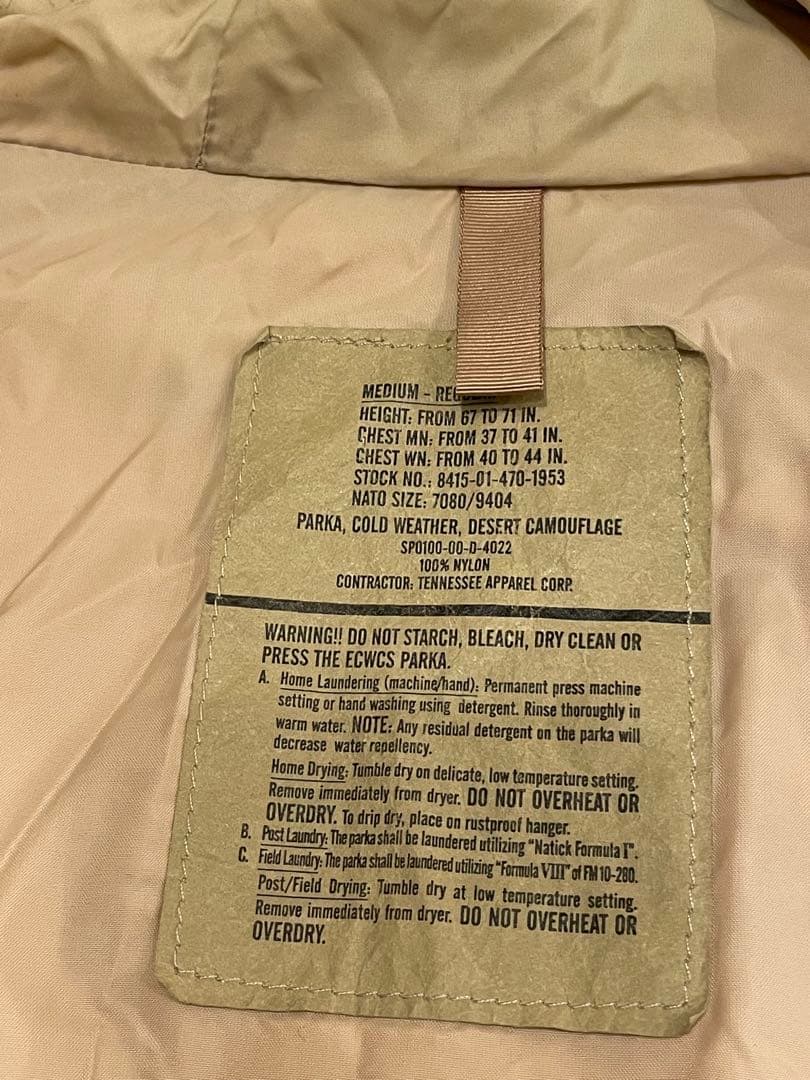 MEDIUM - REGULAR
HEIGHT: FROM 67 TO 71 IN.
CHEST MN: FROM 37 TO 41 IN.
CHEST WN: FROM 40 TO 44 IN.
STOCK NO.: 8415-01-470-1953
NATO SIZE: 7080/9404
PARKA, COLD WEATHER, DESERT CAMOUFLAGE
SPO100-00-D-4022
100% NYLON
CONTRACTOR: TENNESSEE APPAREL CORP.
WARNING!! DO NOT STARCH, BLEACH, DRY CLEAN OR
PRESS THE ECWCS PARKA.
A. Home Laundering (machine/hand): Permanent press machine
setting or hand washing using detergent. Rinse thoroughly in
warm water. NOTE: Any residual detergent on the parka will
decrease water repellency.
Home Drying: Tumble dry on delicate, low temperature setting.
Remove immediately from dryer. DO NOT OVERHEAT OR
OVERDRY. To drip dry, place on rustproof hanger.
B. Post Laundry: The parka shall be laundered utilizing "Natick Formula I".
C. Field Laundry: The parka shall be laundered utilizing "Formula VIII" of FM 10-280.
Post/Field Drying: Tumble dry at low temperature setting.
Remove immediately from dryer. DO NOT OVERHEAT OR
OVERDRY.